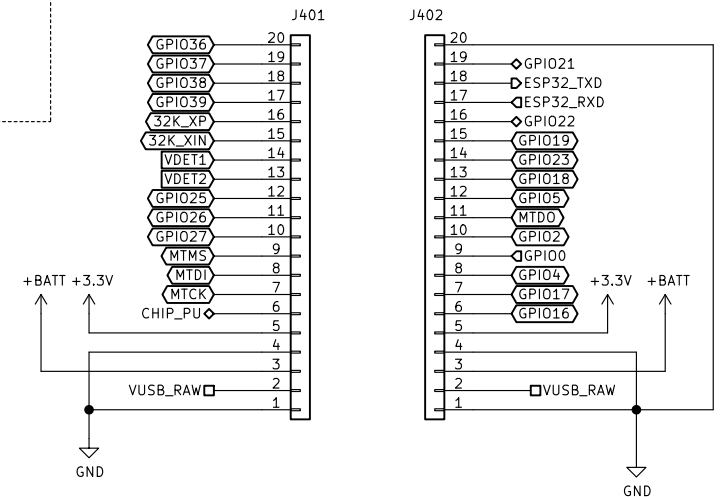 J401 J402
20 20
GPIO36
19 19
GPIO37 GPIO21
18 18
GPIO38 ESP32_TXD
17 17
GPIO39 ESP32_RXD
16 16
32K_XP GPIO22
15 15
32K_XIN GPIO19
14 14
VDET1 GPIO23
13 13
VDET2 GPIO18
12 12
GPIO25 GPIO5
11 11
GPIO26 MTDO
10 10
GPIO27 GPIO2
9 9
MTMS GPIO0
8 8
MTDI GPIO4
+BATT +3.3V +3.3V +BATT
7 7
MTCK GPIO17
6 6
CHIP_PU GPIO16
5 5
4 4
3 3
2 2
VUSB_RAW VUSB_RAW
1 1
GND
GND